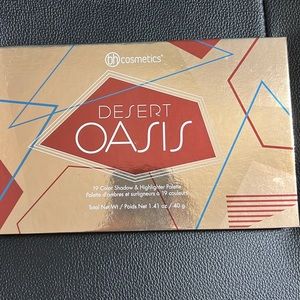 bh cosmetics®
DESERT
OASIS
19 Color Shadow & Highlighter Palette
Palette d'ombres et surligneurs à 19 couleurs
Total Net Wt / Poids Net 1.41 oz / 40 g